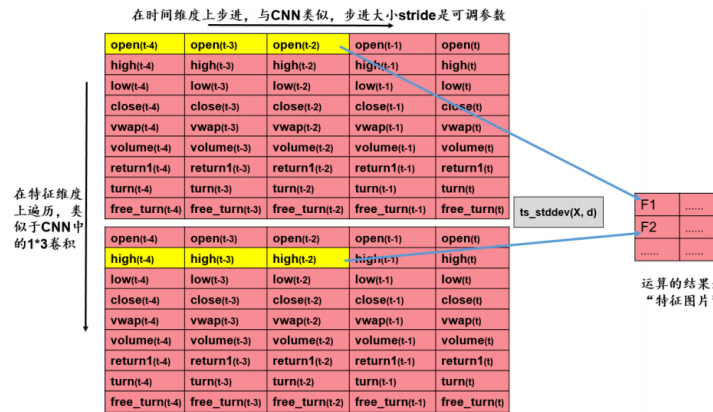 在时间维度上步进，与CNN类似，步进大小stride是可调参数
open(t-4) open(t-3) open(t-2) open(t-1) open(t)
high(t-4) high(t-3) high(t-2) high(t-1) high(t)
low(t-4) low(t-3) low(t-2) low(t-1) low(t)
close(t-4) close(t-3) close(t-2) close(t-1) close(t)
vwap(t-4) vwap(t-3) vwap(t-2) vwap(t-1) vwap(t)
volume(t-4) volume(t-3) volume(t-2) volume(t-1) volume(t)
return1(t-4) return1(t-3) return1(t-2) return1(t-1) return1(t)
turn(t-4) turn(t-3) turn(t-2) turn(t-1) turn(t)
free_turn(t-4) free_turn(t-3) free_turn(t-2) free_turn(t-1) free_turn(t)
在特征维度
上遍历，类
似于CNN中
的1*3卷积
ts_stddev(X, d)
F1 ......
F2
...... ......
运算的结果
“特征图片”
open(t-4) open(t-3) open(t-2) open(t-1) open(t)
high(t-4) high(t-3) high(t-2) high(t-1) high(t)
low(t-4) low(t-3) low(t-2) low(t-1) low(t)
close(t-4) close(t-3) close(t-2) close(t-1) close(t)
vwap(t-4) vwap(t-3) vwap(t-2) vwap(t-1) vwap(t)
volume(t-4) volume(t-3) volume(t-2) volume(t-1) volume(t)
return1(t-4) return1(t-3) return1(t-2) return1(t-1) return1(t)
turn(t-4) turn(t-3) turn(t-2) turn(t-1) turn(t)
free_turn(t-4) free_turn(t-3) free_turn(t-2) free_turn(t-1) free_turn(t)